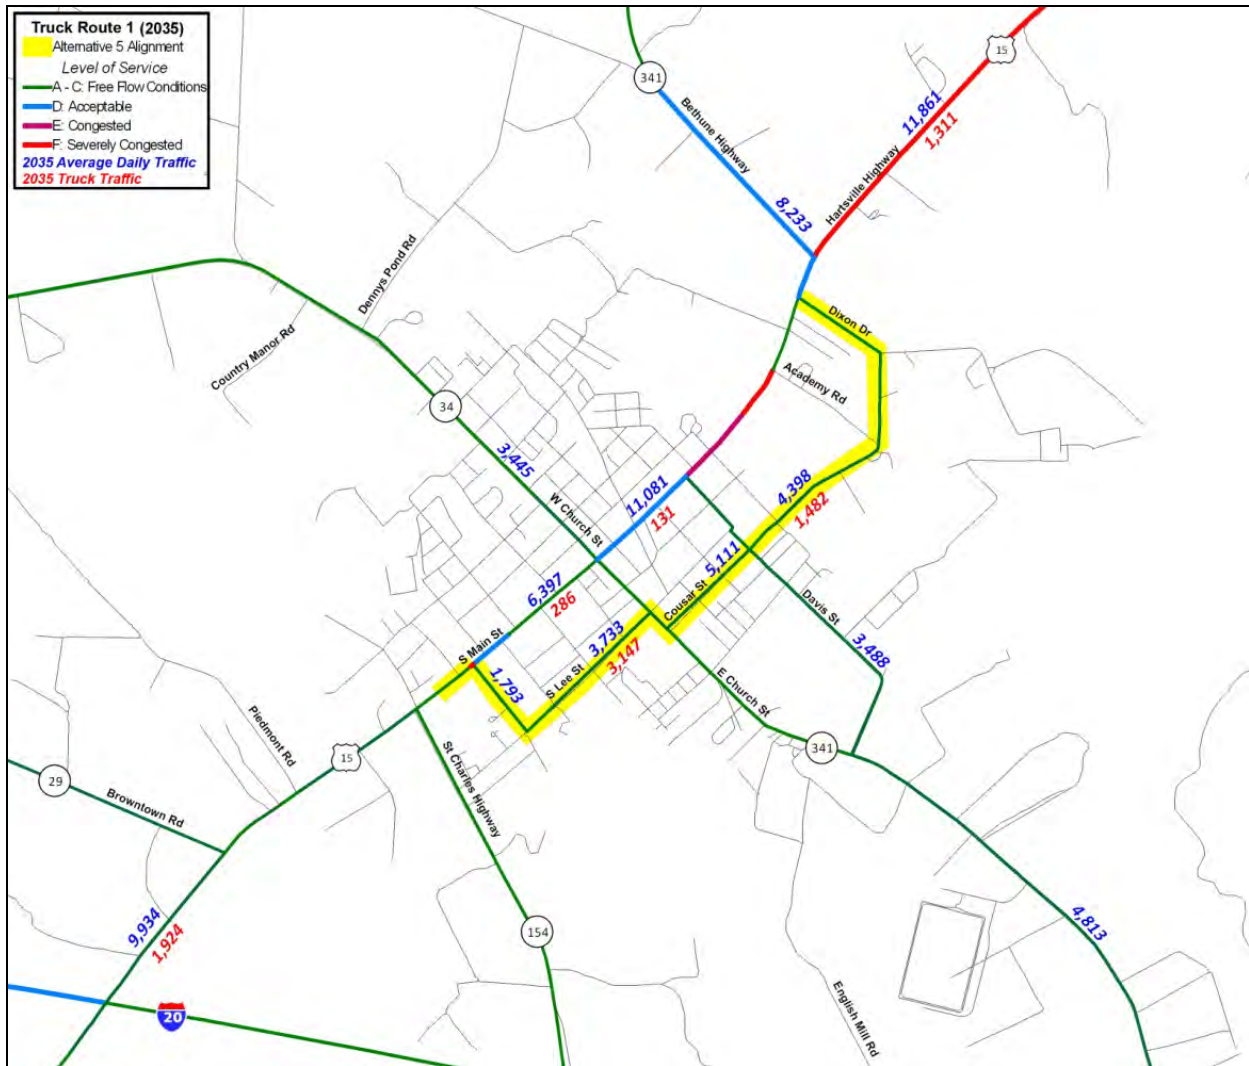 Truck Route 1 (2035)
Alternative 5 Alignment
Level of Service
A - C: Free Flow Conditions
D: Acceptable
E: Congested
F: Severely Congested
2035 Average Daily Traffic
2035 Truck Traffic
15
341
Bethune Highway
11,861
1,311
Hartsville Highway
8,233
Dennys Pond Rd
Country Manor Rd
Dixon Dr
Academy Rd
34
3,445
W Church St
11,081
131
4,398
1,482
5,111
Cousar St
Davis St
3,488
6,397
286
S Main St
3,733
3,147
S Lee St
1,793
E Church St
341
Piedmont Rd
15
St Charles Highway
29
Browntown Rd
9,934
1,924
154
4,813
English Mill Rd
20